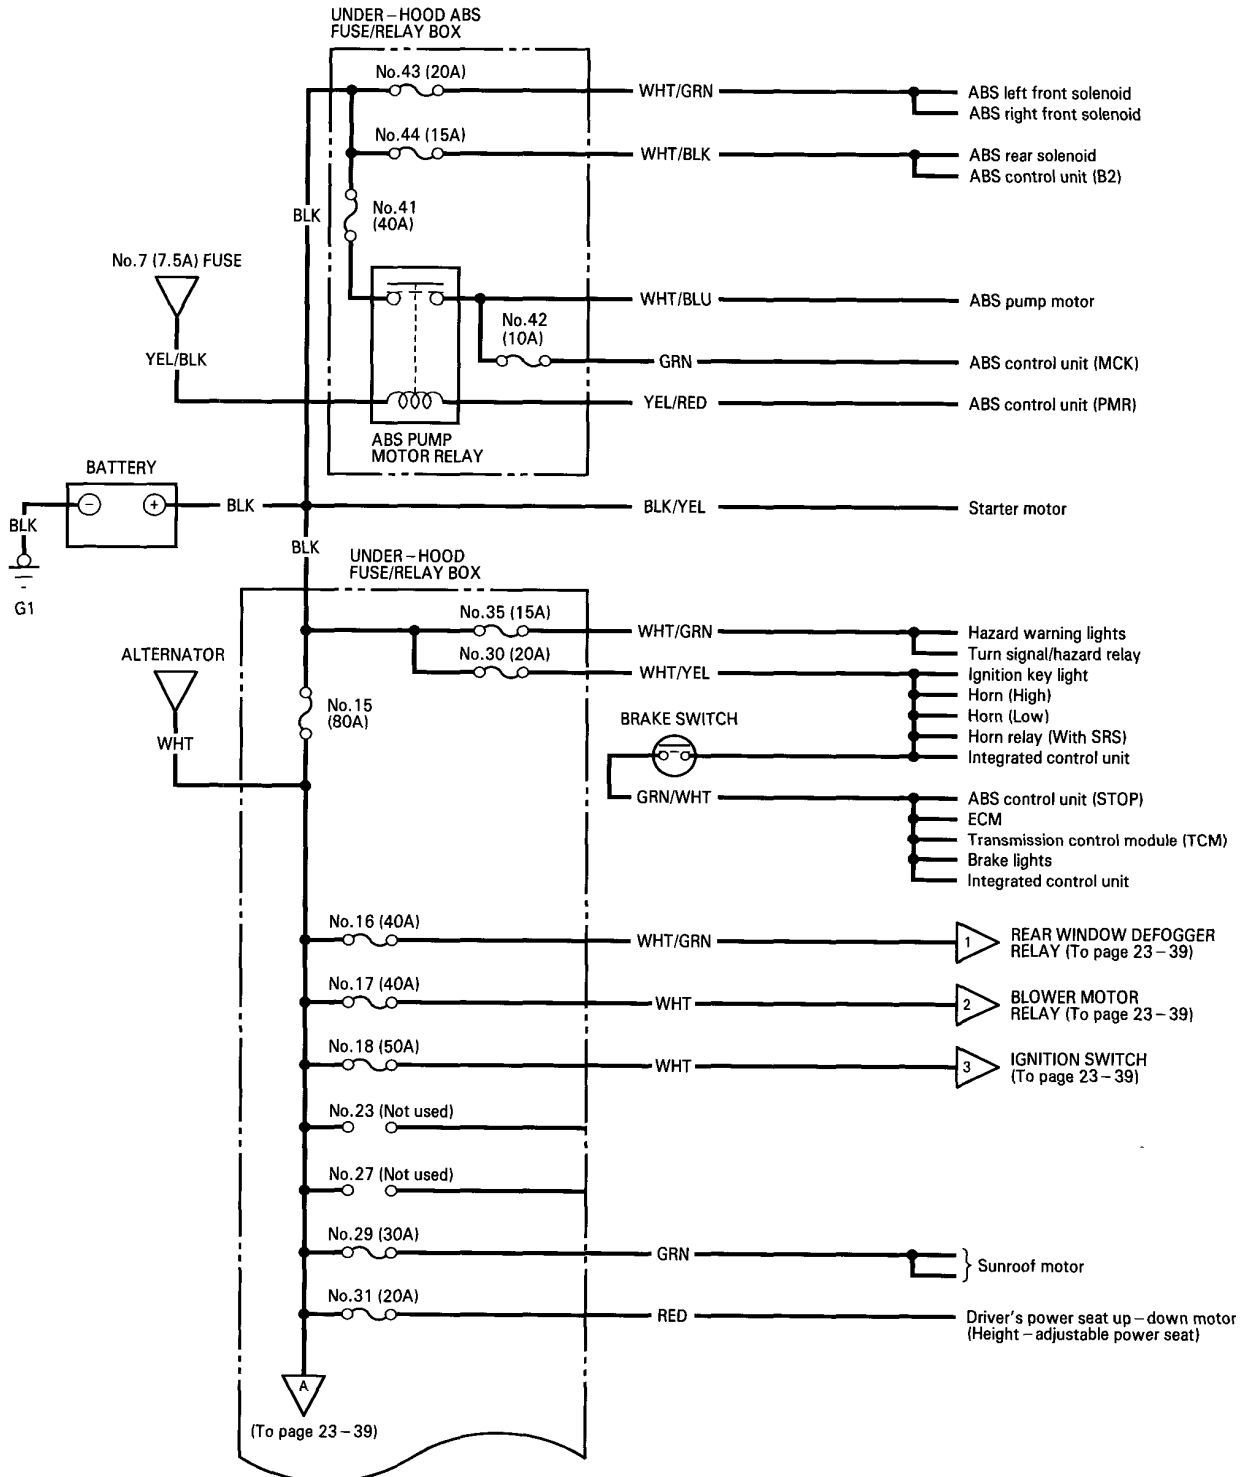 UNDER-HOOD ABS
FUSE/RELAY BOX
No.43 (20A)
WHT/GRN
ABS left front solenoid
ABS right front solenoid
No.44 (15A)
WHT/BLK
ABS rear solenoid
ABS control unit (B2)
BLK
No.41
(40A)
No.7 (7.5A) FUSE
WHT/BLU
ABS pump motor
No.42
(10A)
YEL/BLK
GRN
ABS control unit (MCK)
YEL/RED
ABS control unit (PMR)
ABS PUMP
MOTOR RELAY
BATTERY
−
+
BLK
BLK/YEL
Starter motor
BLK
BLK
G1
UNDER-HOOD
FUSE/RELAY BOX
No.35 (15A)
WHT/GRN
Hazard warning lights
Turn signal/hazard relay
No.30 (20A)
WHT/YEL
Ignition key light
Horn (High)
Horn (Low)
Horn relay (With SRS)
Integrated control unit
ALTERNATOR
WHT
No.15
(80A)
BRAKE SWITCH
GRN/WHT
ABS control unit (STOP)
ECM
Transmission control module (TCM)
Brake lights
Integrated control unit
No.16 (40A)
WHT/GRN
1
REAR WINDOW DEFOGGER
RELAY (To page 23-39)
No.17 (40A)
WHT
2
BLOWER MOTOR
RELAY (To page 23-39)
No.18 (50A)
WHT
3
IGNITION SWITCH
(To page 23-39)
No.23 (Not used)
No.27 (Not used)
No.29 (30A)
GRN
Sunroof motor
No.31 (20A)
RED
Driver's power seat up-down motor
(Height-adjustable power seat)
A
(To page 23-39)